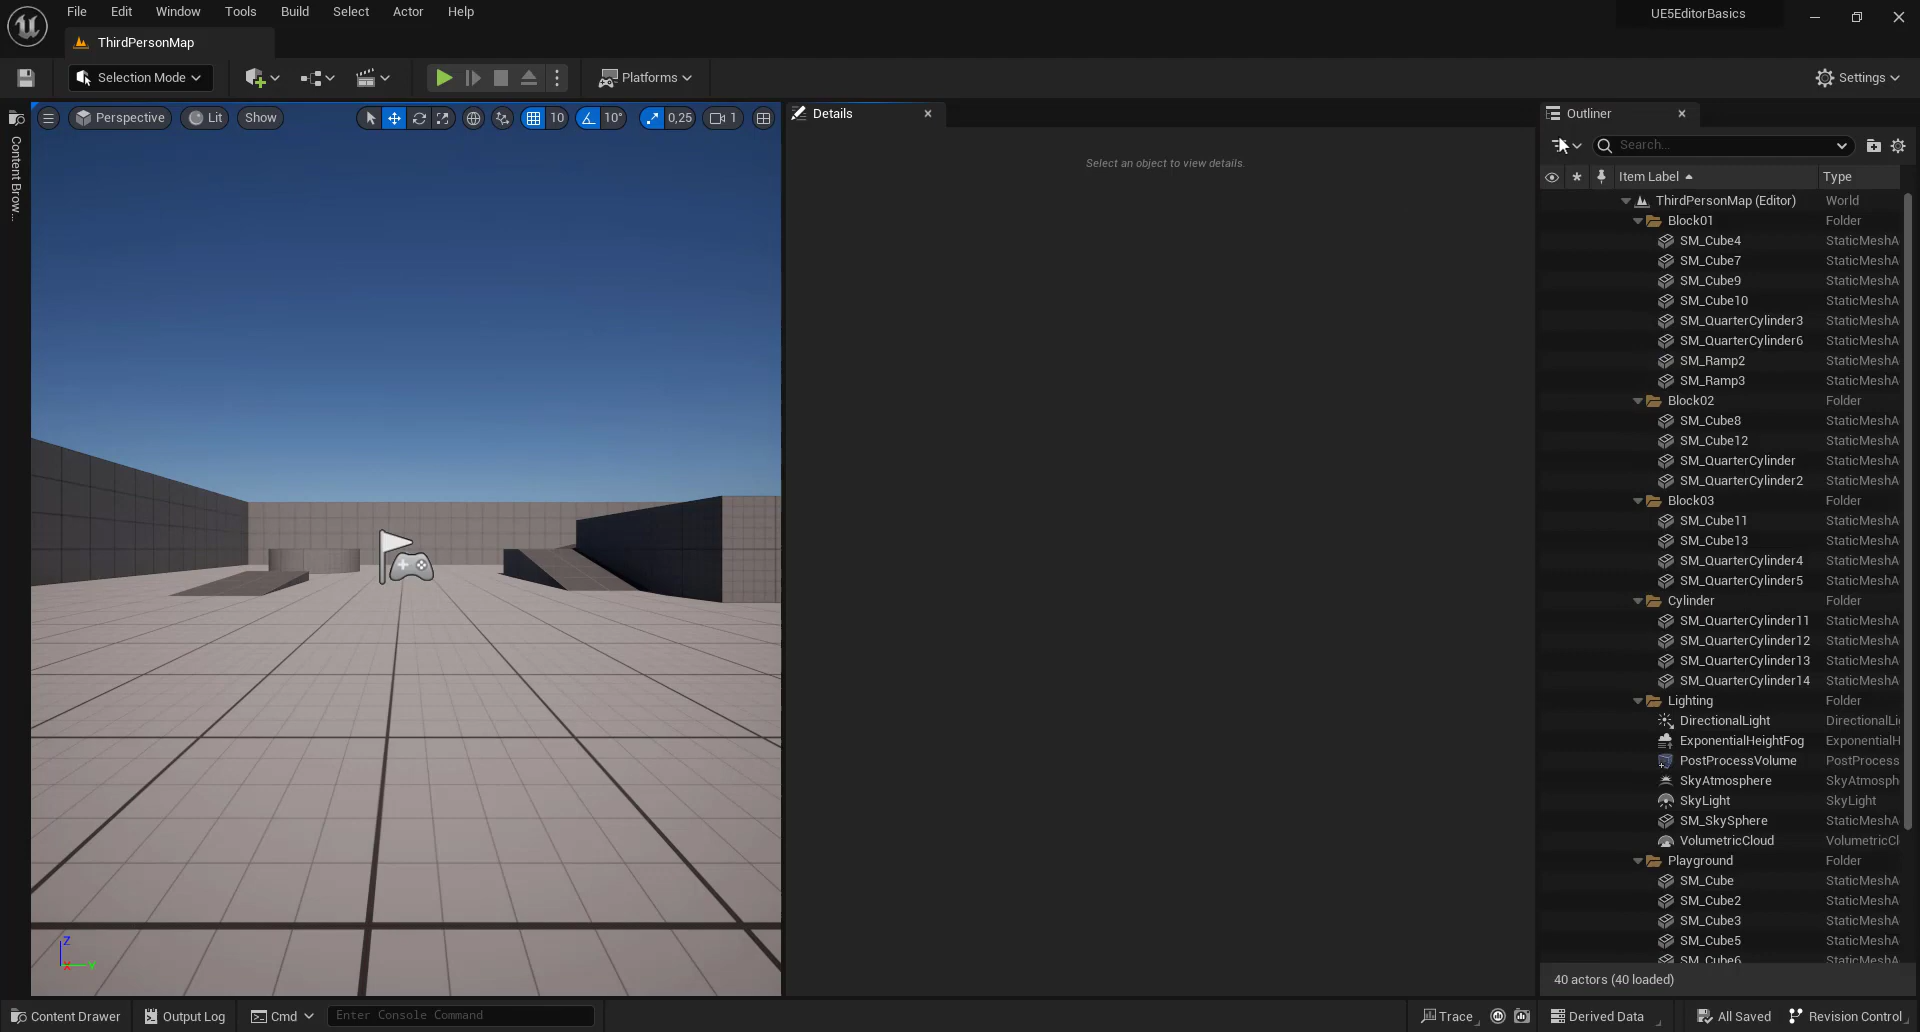 File Edit Window Tools Build Select Actor Help
UE5EditorBasics
ThirdPersonMap
Selection Mode
Platforms
Settings
Content Brow...
Perspective Lit Show 10 10° 0,25 1
Details
Select an object to view details.
Outliner
Search...
Item Label Type
ThirdPersonMap (Editor) World
Block01 Folder
SM_Cube4 StaticMeshA
SM_Cube7 StaticMeshA
SM_Cube9 StaticMeshA
SM_Cube10 StaticMeshA
SM_QuarterCylinder3 StaticMeshA
SM_QuarterCylinder6 StaticMeshA
SM_Ramp2 StaticMeshA
SM_Ramp3 StaticMeshA
Block02 Folder
SM_Cube8 StaticMeshA
SM_Cube12 StaticMeshA
SM_QuarterCylinder StaticMeshA
SM_QuarterCylinder2 StaticMeshA
Block03 Folder
SM_Cube11 StaticMeshA
SM_Cube13 StaticMeshA
SM_QuarterCylinder4 StaticMeshA
SM_QuarterCylinder5 StaticMeshA
Cylinder Folder
SM_QuarterCylinder11 StaticMeshA
SM_QuarterCylinder12 StaticMeshA
SM_QuarterCylinder13 StaticMeshA
SM_QuarterCylinder14 StaticMeshA
Lighting Folder
DirectionalLight DirectionalLi
ExponentialHeightFog ExponentialH
PostProcessVolume PostProcess
SkyAtmosphere SkyAtmosph
SkyLight SkyLight
SM_SkySphere StaticMeshA
VolumetricCloud VolumetricCl
Playground Folder
SM_Cube StaticMeshA
SM_Cube2 StaticMeshA
SM_Cube3 StaticMeshA
SM_Cube5 StaticMeshA
SM_Cube6 StaticMeshA
40 actors (40 loaded)
Z
X Y
Content Drawer Output Log Cmd Enter Console Command
Trace Derived Data All Saved Revision Control